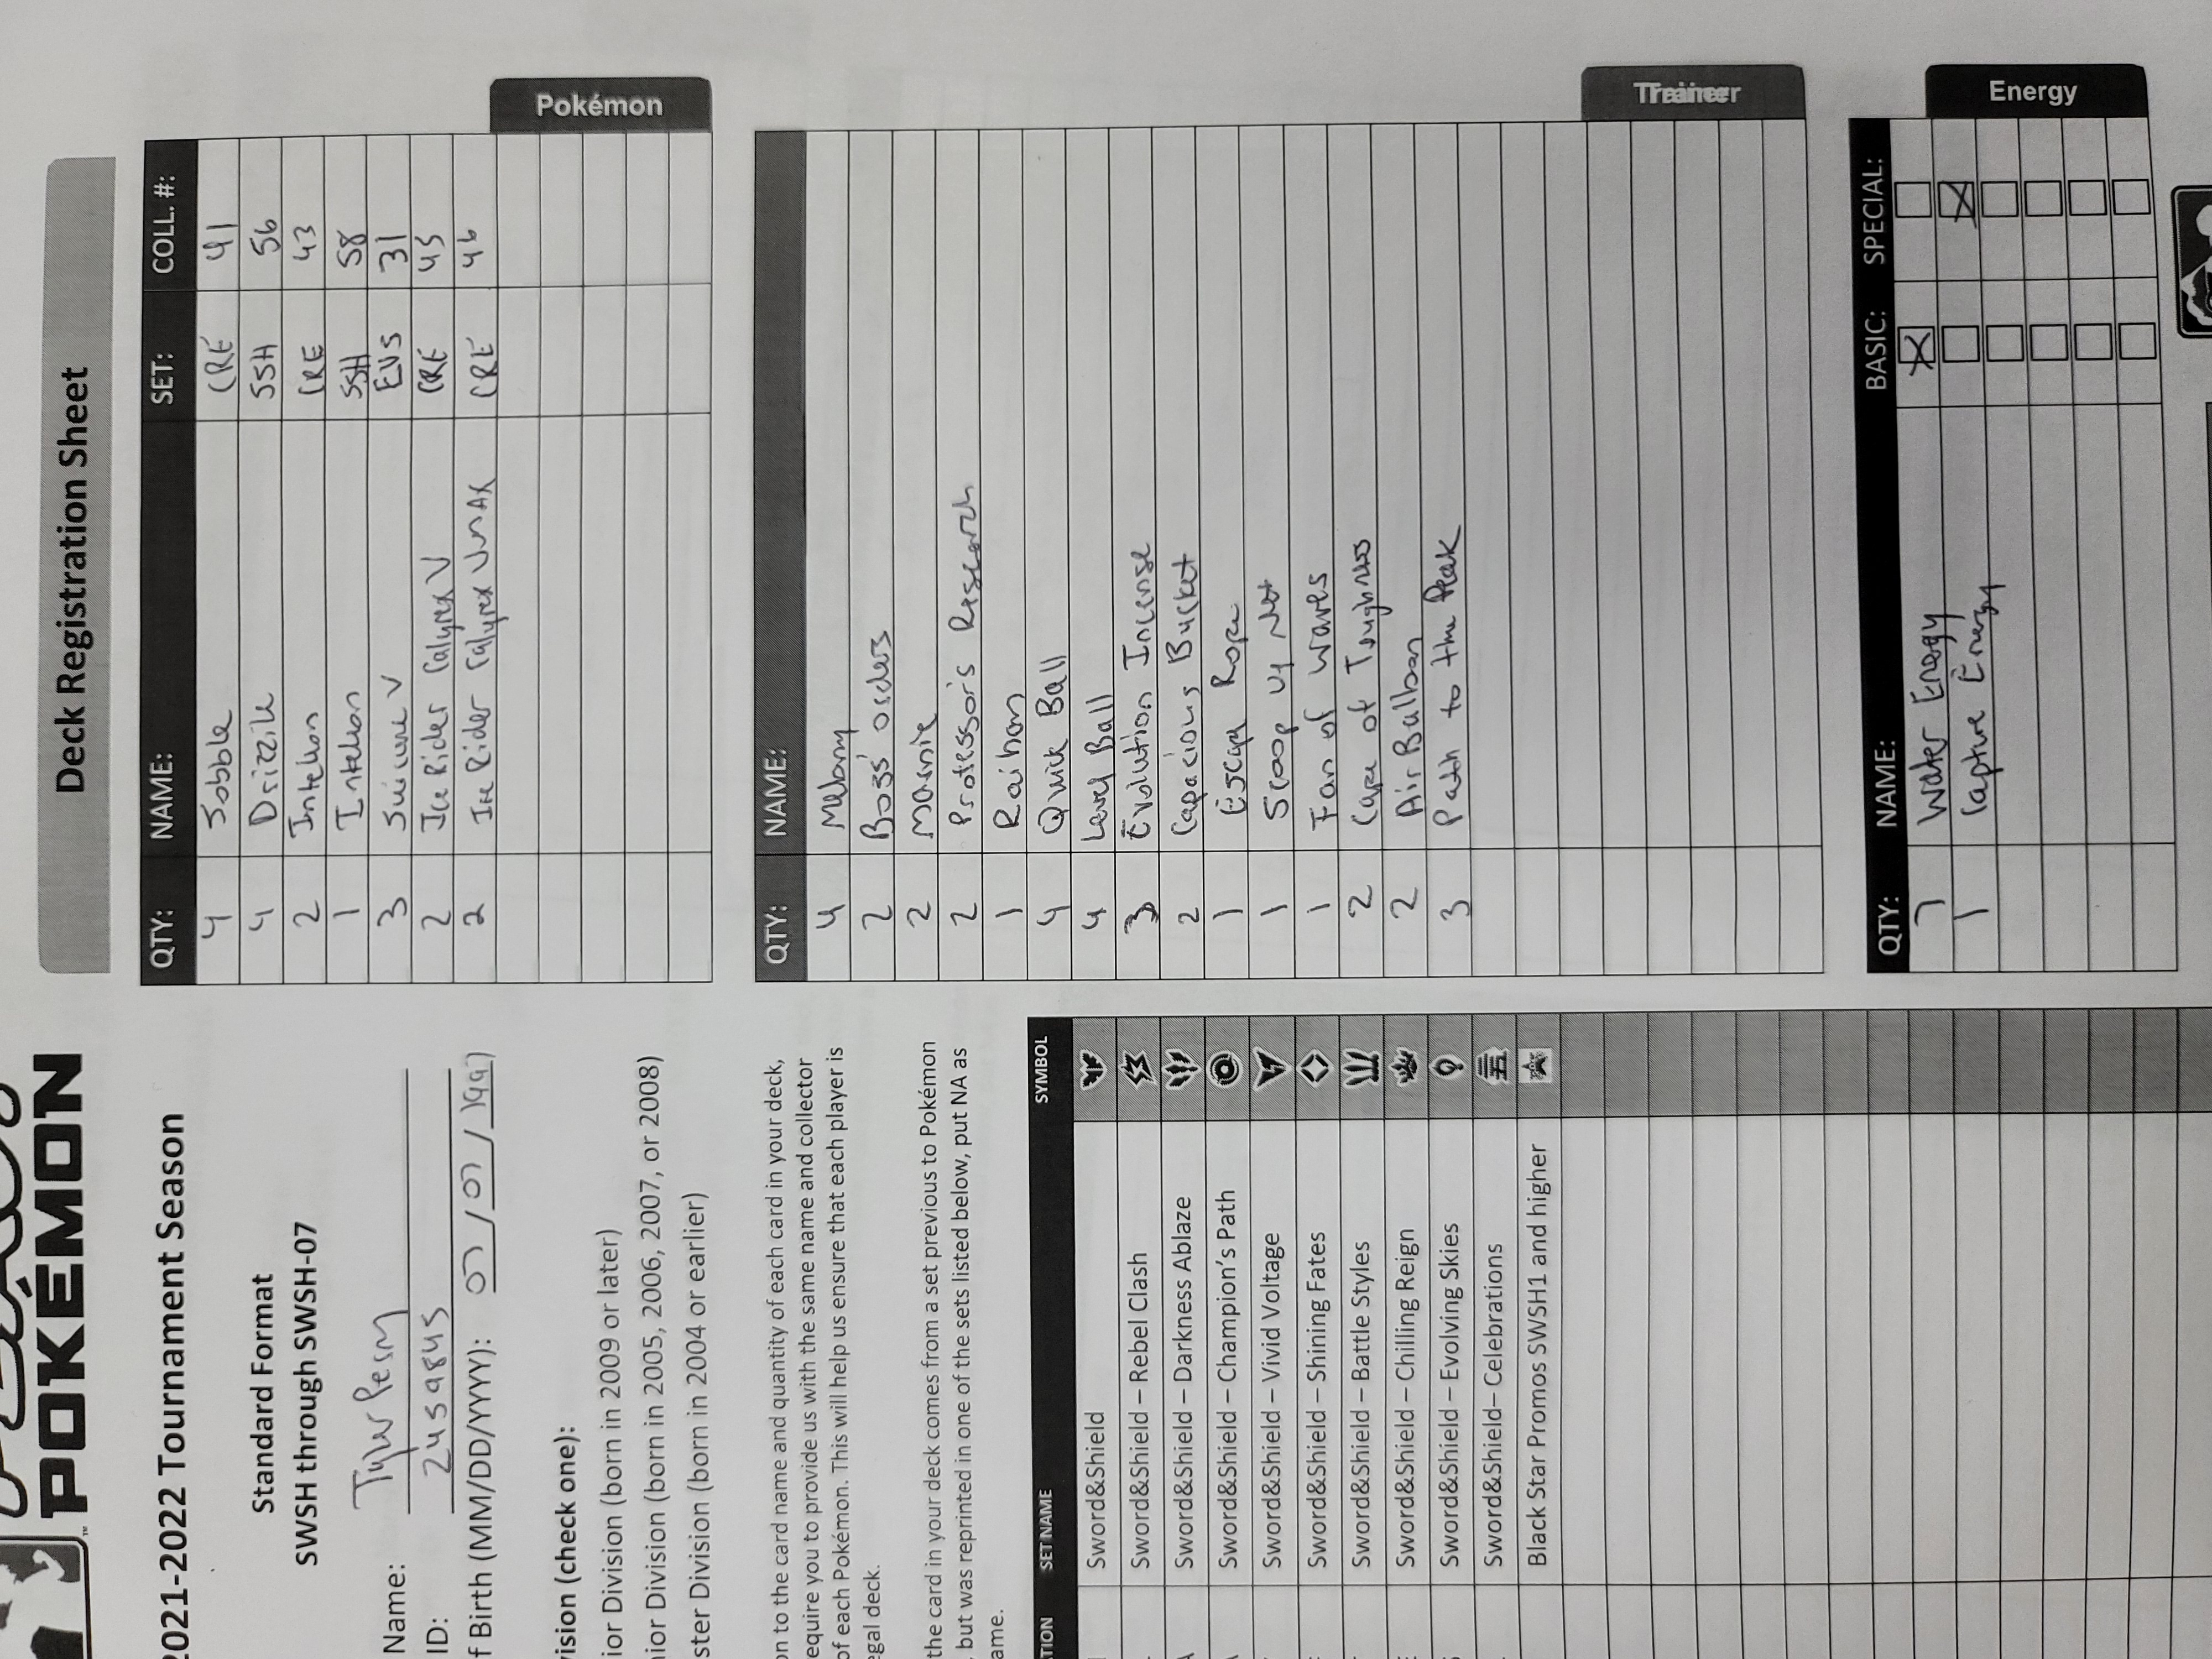 PLAY!
POKÉMON
Deck Registration Sheet
2021-2022 Tournament Season
Standard Format
SWSH through SWSH-07
Name: Tyler Perry
ID: 2459845
f Birth (MM/DD/YYYY): 07/07/1997
ision (check one):
ior Division (born in 2009 or later)
nior Division (born in 2005, 2006, 2007, or 2008)
ster Division (born in 2004 or earlier)
on to the card name and quantity of each card in your deck,
equire you to provide us with the same name and collector
of each Pokémon. This will help us ensure that each player is
egal deck.
the card in your deck comes from a set previous to Pokémon
, but was reprinted in one of the sets listed below, put NA as
ame.
TION SET NAME SYMBOL
Sword&Shield
Sword&Shield – Rebel Clash
Sword&Shield – Darkness Ablaze
Sword&Shield – Champion's Path
Sword&Shield – Vivid Voltage
Sword&Shield – Shining Fates
Sword&Shield – Battle Styles
Sword&Shield – Chilling Reign
Sword&Shield – Evolving Skies
Sword&Shield– Celebrations
Black Star Promos SWSH1 and higher
QTY: NAME: SET: COLL. #:
4 Sobble CRE 41
4 Drizzile SSH 56
2 Inteleon CRE 43
1 Inteleon SSH 58
3 Suicune V EVS 31
2 Ice Rider Calyrex V CRE 45
2 Ice Rider Calyrex VMAX CRE 46
Pokémon
QTY: NAME:
4 Melony
2 Boss' orders
2 Marnie
2 Professor's Research
1 Raihan
4 Quick Ball
4 Level Ball
3 Evolution Incense
2 Capacious Bucket
1 Escape Rope
1 Scoop Up Net
1 Fan of Waves
2 Cape of Toughness
2 Air Balloon
3 Path to the Peak
Trainer
QTY: NAME: BASIC: SPECIAL:
7 Water Energy
1 Capture Energy
Energy